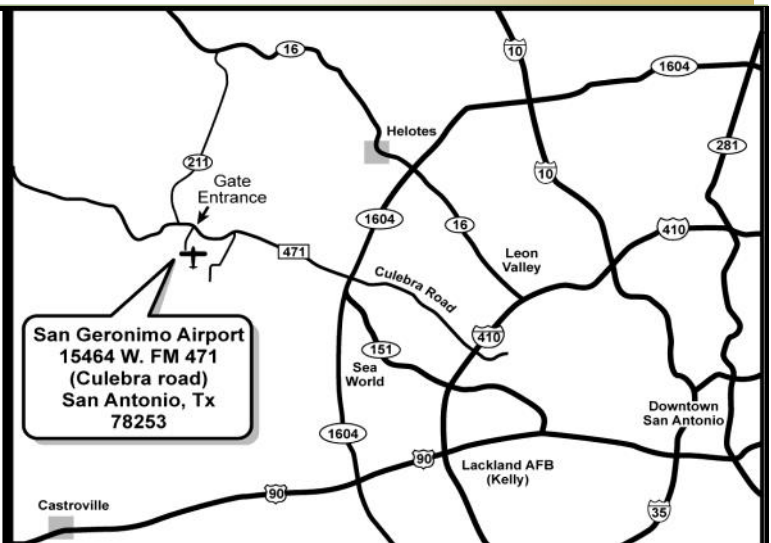 16
10
1604
Helotes
281
211
10
Gate
Entrance
1604
16
410
471
Leon
Valley
Culebra Road
San Geronimo Airport
15464 W. FM 471
(Culebra road)
San Antonio, Tx
78253
410
151
Sea
World
Downtown
San Antonio
1604
90
Lackland AFB
(Kelly)
90
Castroville
35